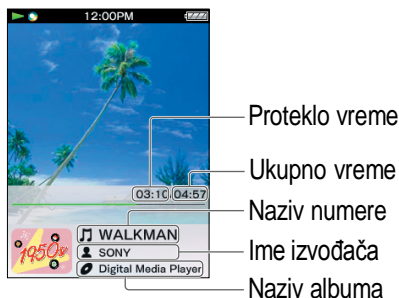 12:00PM
03:10 04:57
1950s
WALKMAN
SONY
Digital Media Player
Proteklo vreme
Ukupno vreme
Naziv numere
Ime izvođača
Naziv albuma